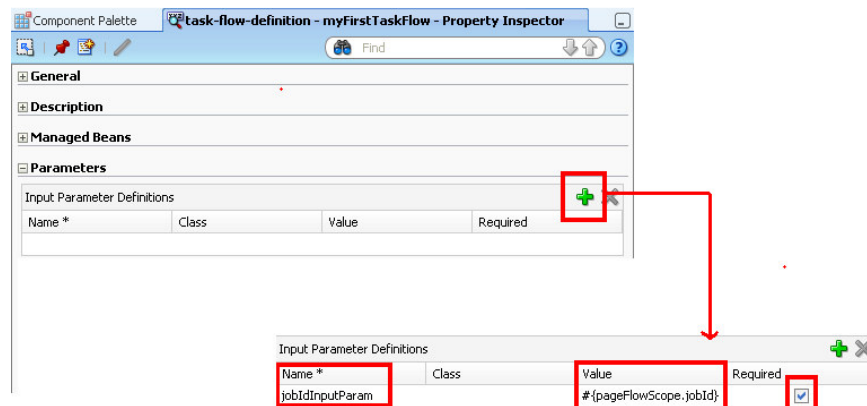 Component Palette
task-flow-definition - myFirstTaskFlow - Property Inspector
Find
General
Description
Managed Beans
Parameters
Input Parameter Definitions
Name * Class Value Required
Input Parameter Definitions
Name * Class Value Required
jobIdInputParam #{pageFlowScope.jobId}